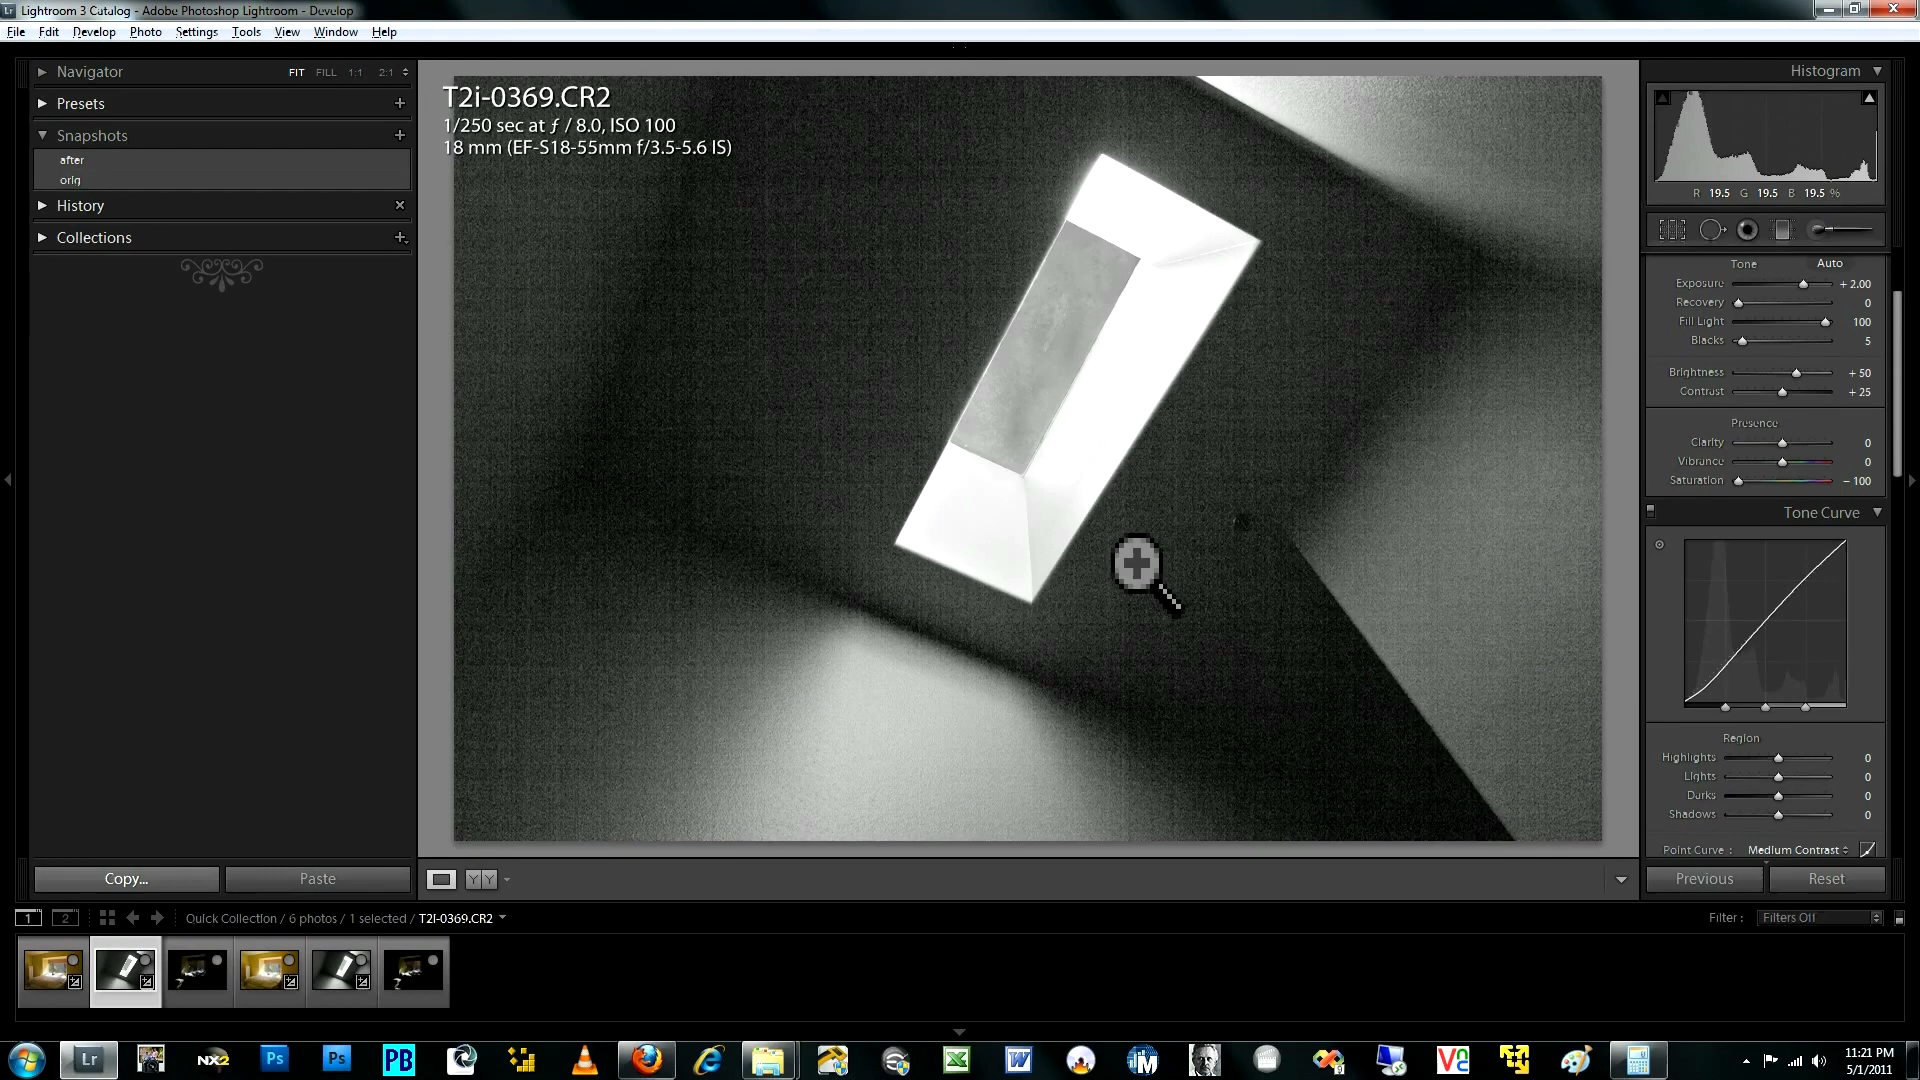 Lightroom 3 Catalog - Adobe Photoshop Lightroom - Develop
File Edit Develop Photo Settings Tools View Window Help
Navigator FIT FILL 1:1 2:1
Presets
Snapshots
after
orig
History
Collections
T2i-0369.CR2
1/250 sec at ƒ / 8.0, ISO 100
18 mm (EF-S18-55mm f/3.5-5.6 IS)
Histogram
R 19.5 G 19.5 B 19.5 %
Tone Auto
Exposure + 2.00
Recovery 0
Fill Light 100
Blacks 5
Brightness + 50
Contrast + 25
Presence
Clarity 0
Vibrance 0
Saturation – 100
Tone Curve
Region
Highlights 0
Lights 0
Darks 0
Shadows 0
Point Curve : Medium Contrast
Copy... Paste
YY
Previous Reset
1 2 Quick Collection / 6 photos / 1 selected / T2i-0369.CR2
Filter : Filters Off
Lr NX2 Ps Ps PB
11:21 PM
5/1/2011